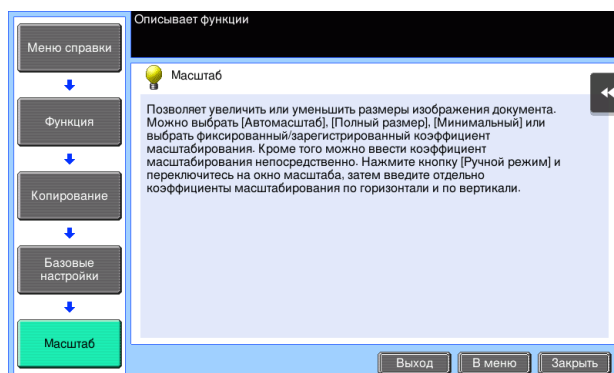 Описывает функции
Меню справки
Функция
Копирование
Базовые
настройки
Масштаб
Масштаб
Позволяет увеличить или уменьшить размеры изображения документа.
Можно выбрать [Автомасштаб], [Полный размер], [Минимальный] или
выбрать фиксированный/зарегистрированный коэффициент
масштабирования. Кроме того можно ввести коэффициент
масштабирования непосредственно. Нажмите кнопку [Ручной режим] и
переключитесь на окно масштаба, затем введите отдельно
коэффициенты масштабирования по горизонтали и по вертикали.
Выход
В меню
Закрыть